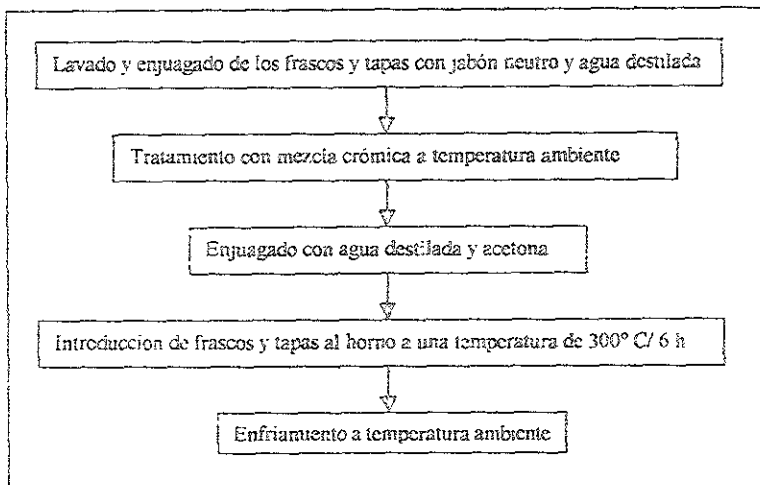 Lavado y enjuagado de los frascos y tapas con jabón neutro y agua destilada
Tratamiento con mezcla crómica a temperatura ambiente
Enjuagado con agua destilada y acetona
Introduccion de frascos y tapas al horno a una temperatura de 300° C/ 6 h
Enfriamiento a temperatura ambiente